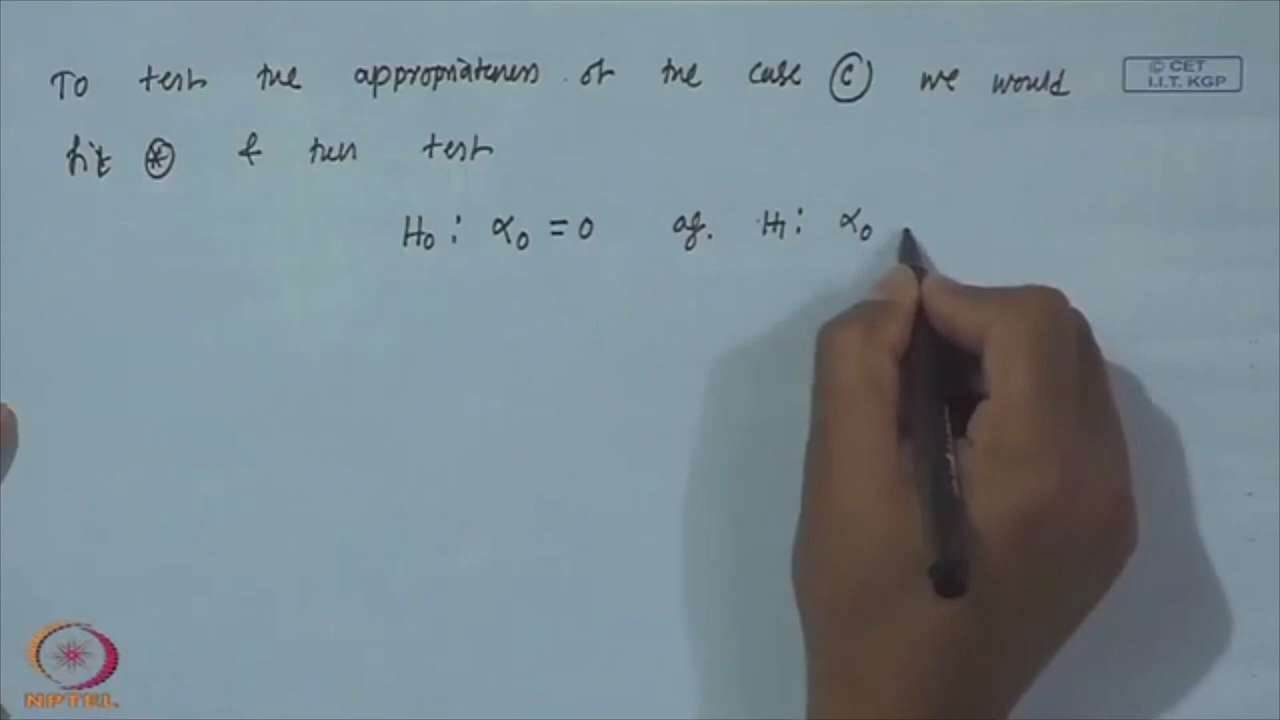 To test the appropriateness of the case Ⓒ we would
fit ⊛ & then test
H₀ : α₀ = 0 ag. H₁ : α₀
© CET
I.I.T. KGP
NPTEL